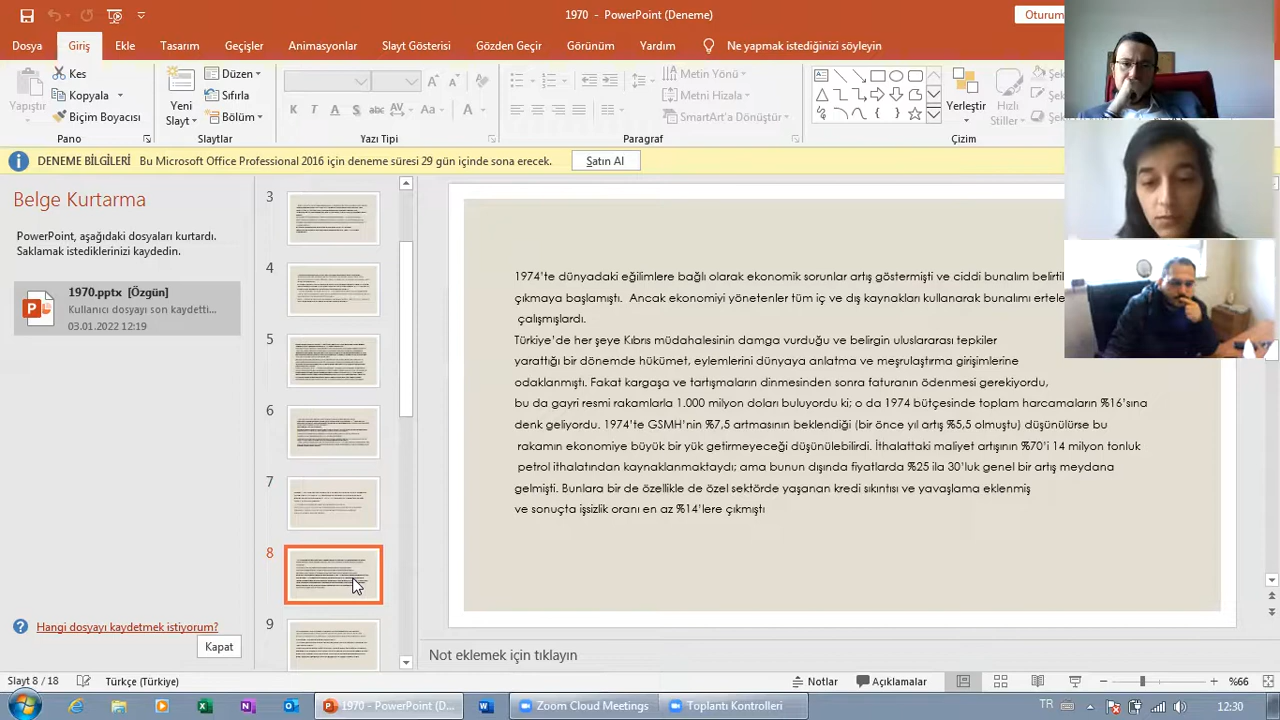 1970 - PowerPoint (Deneme)
Oturum
Dosya Giriş Ekle Tasarım Geçişler Animasyonlar Slayt Gösterisi Gözden Geçir Görünüm Yardım Ne yapmak istediğinizi söyleyin
Yapıştır
Kes
Kopyala
Biçim Boyacısı
Pano
Yeni
Slayt
Düzen
Sıfırla
Bölüm
Slaytlar
K T A S abc AV Aa A
Yazı Tipi
Metin Yönü
Metni Hizala
SmartArt'a Dönüştür
Paragraf
Yerleştir
Hızlı
Stiller
Çizim
DENEME BİLGİLERİ Bu Microsoft Office Professional 2016 için deneme süresi 29 gün içinde sona erecek. Satın Al
Belge Kurtarma
PowerPoint, aşağıdaki dosyaları kurtardı.
Saklamak istediklerinizi kaydedin.
1970.pptx [Özgün]
Kullanıcı dosyayı son kaydetti...
03.01.2022 12:19
Hangi dosyayı kaydetmek istiyorum?
Kapat
3
4
5
6
7
8
9
1974'te dünyadaki eğilimlere bağlı olarak ekonomik sorunlar artış göstermişti ve ciddi bunalım
çıkmaya başlamıştı. Ancak ekonomiyi yönetenler tüm iç ve dış kaynakları kullanarak bunalımı
çalışmışlardı.
Türkiye'de her şeye Kıbrıs müdahalesinin damga vurduğu ve belirgin uluslararası tepkiler
yarattığı bir dönemde hükümet, eylemlerini dünyaya anlatma ve meşrulaştırma girişimlerine
odaklanmıştı. Fakat kargaşa ve tartışmaların dinmesinden sonra faturanın ödenmesi gerekiyordu,
bu da gayri resmi rakamlarla 1.000 milyon doları buluyordu ki; o da 1974 bütçesinde toplam harcamaların %16'sına
denk geliyordu. 1974'te GSMH'nin %7,5 artmasının beklendiği (bir önce yıl artış %5,5 olmuştu) düşünülürse bu
rakamın ekonomiye büyük bir yük getirmeyeceği düşünülebilirdi. İthalattaki maliyet artışının %70'i 14 milyon tonluk
petrol ithalatından kaynaklanmaktaydı; ama bunun dışında fiyatlarda %25 ila 30'luk genel bir artış meydana
gelmişti. Bunlara bir de özellikle de özel sektörde yaşanan kredi sıkıntısı ve yavaşlama eklenmiş
ve sonuçta işsizlik oranı en az %14'lere çıkmıştı
Not eklemek için tıklayın
Slayt 8 / 18 Türkçe (Türkiye) Notlar Açıklamalar %66
1970 - PowerPoint (D... Zoom Cloud Meetings Toplantı Kontrolleri TR 12:30